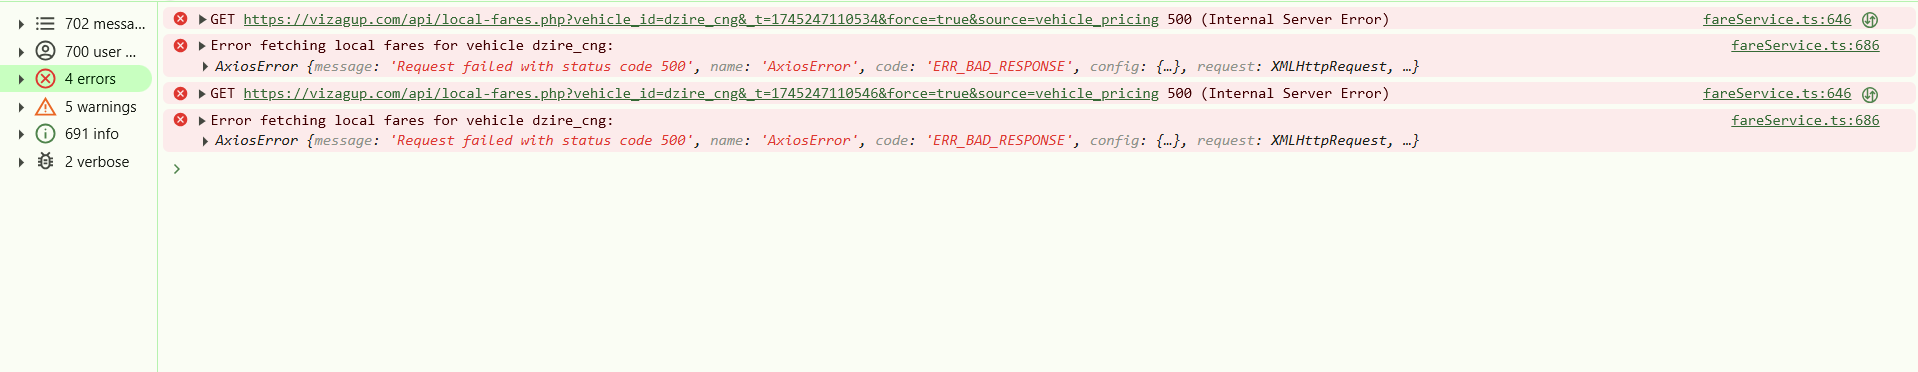 702 messa...
700 user ...
4 errors
5 warnings
691 info
2 verbose
GET https://vizagup.com/api/local-fares.php?vehicle_id=dzire_cng&_t=1745247110534&force=true&source=vehicle_pricing 500 (Internal Server Error) fareService.ts:646
Error fetching local fares for vehicle dzire_cng: fareService.ts:686
AxiosError {message: 'Request failed with status code 500', name: 'AxiosError', code: 'ERR_BAD_RESPONSE', config: {…}, request: XMLHttpRequest, …}
GET https://vizagup.com/api/local-fares.php?vehicle_id=dzire_cng&_t=1745247110546&force=true&source=vehicle_pricing 500 (Internal Server Error) fareService.ts:646
Error fetching local fares for vehicle dzire_cng: fareService.ts:686
AxiosError {message: 'Request failed with status code 500', name: 'AxiosError', code: 'ERR_BAD_RESPONSE', config: {…}, request: XMLHttpRequest, …}